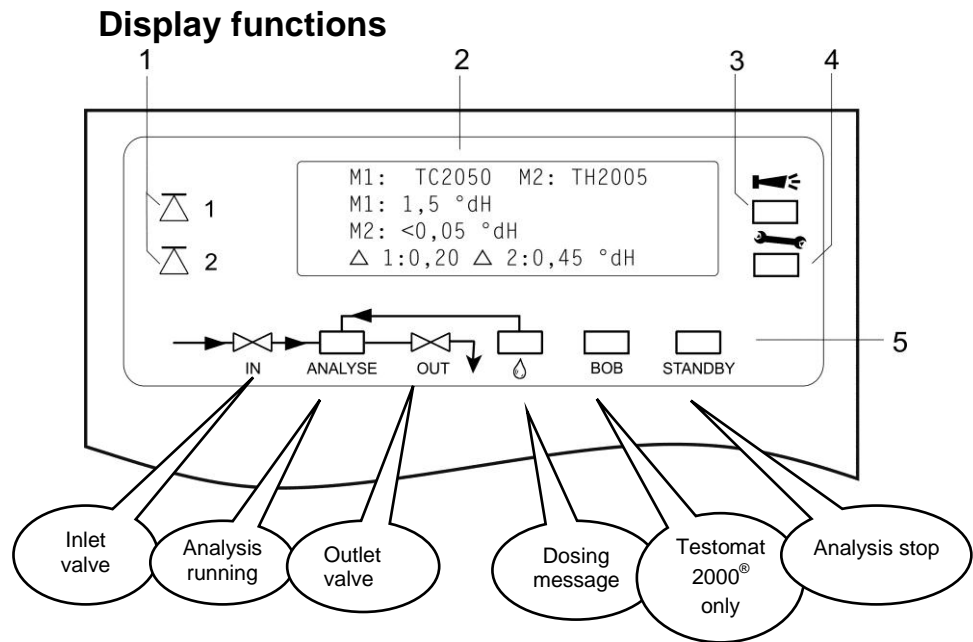 Display functions
1
2
3
4
M1: TC2050 M2: TH2005
M1: 1,5 °dH
M2: <0,05 °dH
△ 1:0,20 △ 2:0,45 °dH
1
2
5
IN
ANALYSE
OUT
BOB
STANDBY
Inlet
valve
Analysis
running
Outlet
valve
Dosing
message
Testomat
2000®
only
Analysis stop